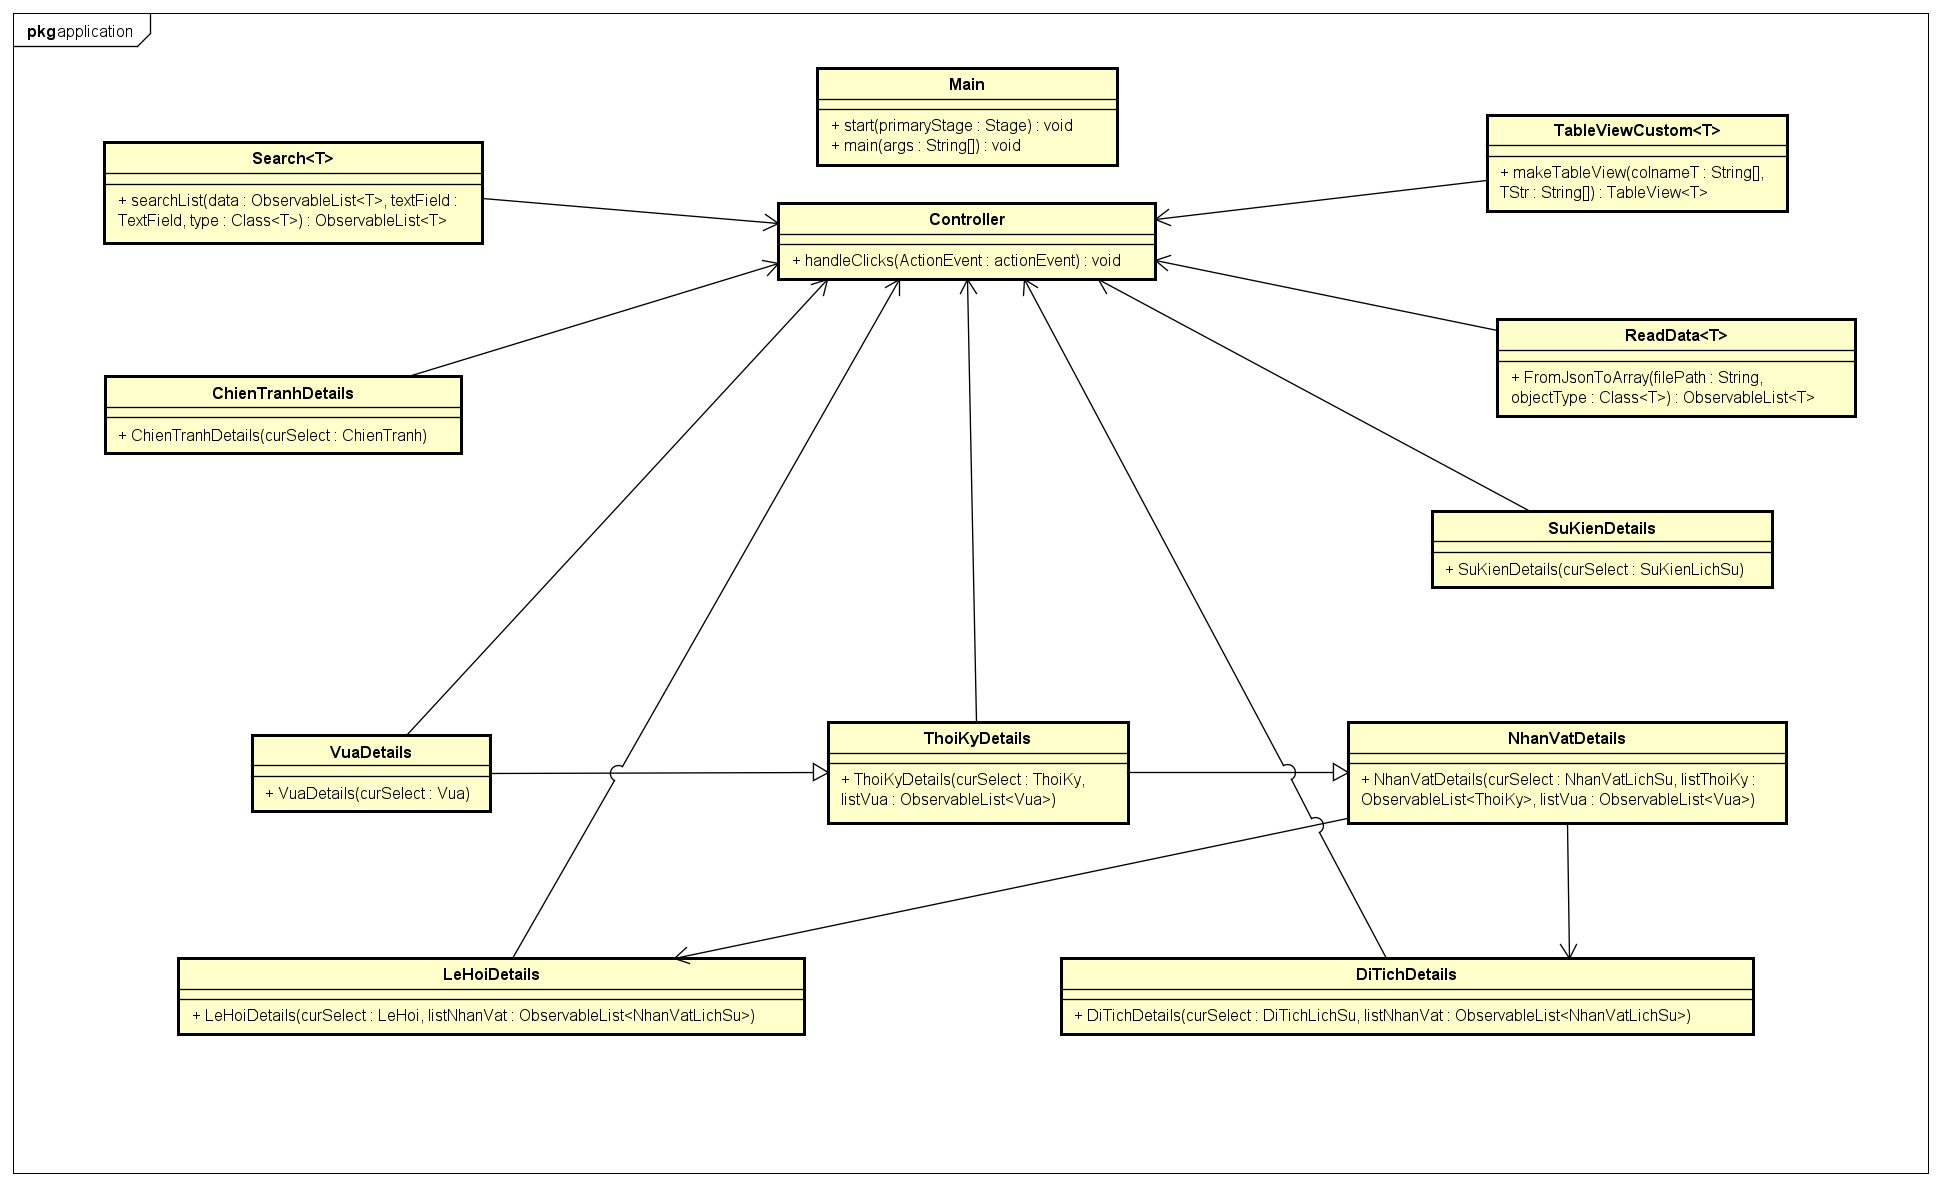 pkg application
Main
+ start(primaryStage : Stage) : void
+ main(args : String[]) : void
Search<T>
+ searchList(data : ObservableList<T>, textField :
TextField, type : Class<T>) : ObservableList<T>
TableViewCustom<T>
+ makeTableView(colnameT : String[],
TStr : String[]) : TableView<T>
Controller
+ handleClicks(ActionEvent : actionEvent) : void
ReadData<T>
+ FromJsonToArray(filePath : String,
objectType : Class<T>) : ObservableList<T>
ChienTranhDetails
+ ChienTranhDetails(curSelect : ChienTranh)
SuKienDetails
+ SuKienDetails(curSelect : SuKienLichSu)
VuaDetails
+ VuaDetails(curSelect : Vua)
ThoiKyDetails
+ ThoiKyDetails(curSelect : ThoiKy,
listVua : ObservableList<Vua>)
NhanVatDetails
+ NhanVatDetails(curSelect : NhanVatLichSu, listThoiKy :
ObservableList<ThoiKy>, listVua : ObservableList<Vua>)
LeHoiDetails
+ LeHoiDetails(curSelect : LeHoi, listNhanVat : ObservableList<NhanVatLichSu>)
DiTichDetails
+ DiTichDetails(curSelect : DiTichLichSu, listNhanVat : ObservableList<NhanVatLichSu>)